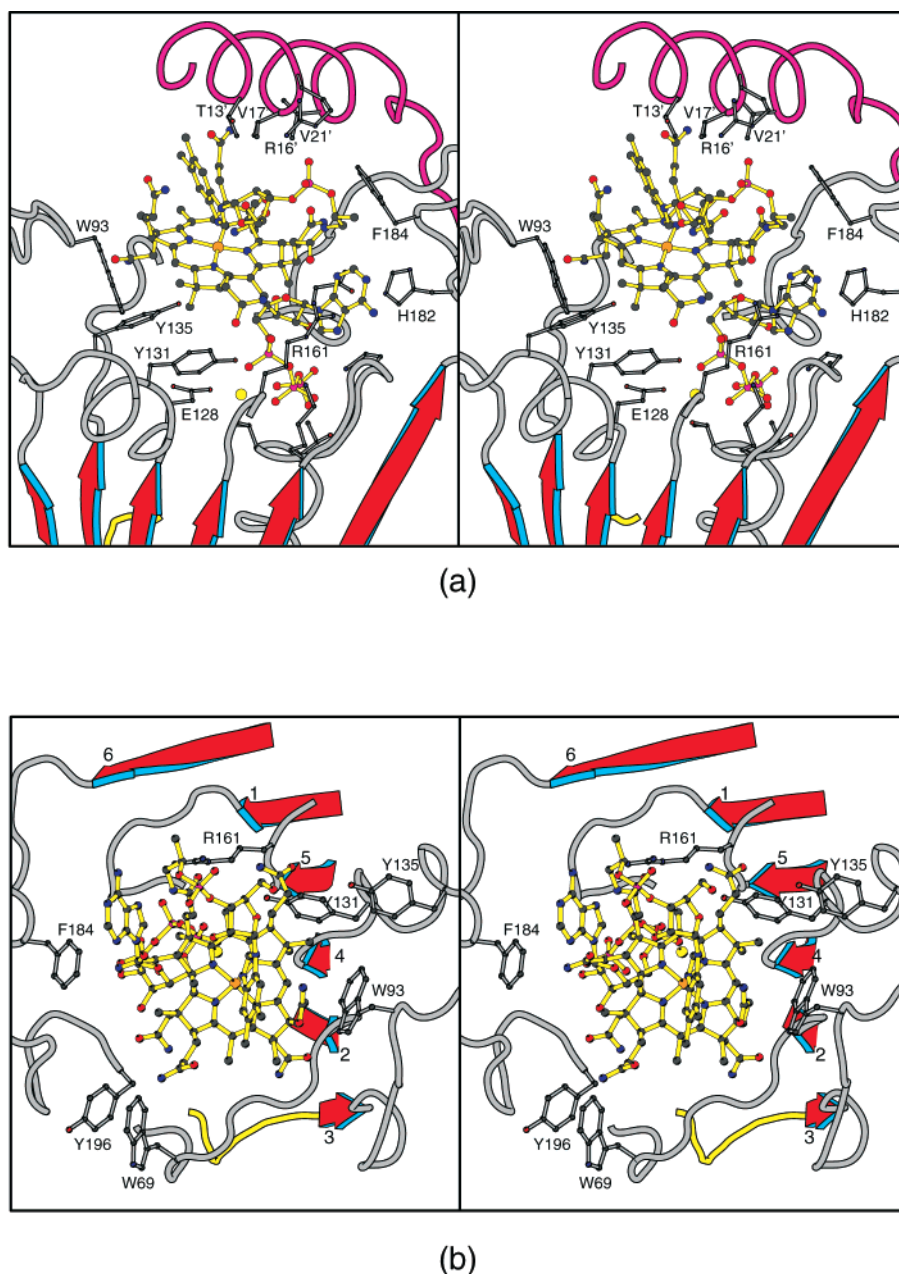 T13' V17' T13' V17'
R16' V21' R16' V21'
W93 F184 W93 F184
H182 H182
Y135 Y135
Y131 R161 Y131 R161
E128 E128
(a)
6 6
1 1
R161 R161
5 Y135 5 Y135
Y131 Y131
F184 F184
4 4
W93 W93
2 2
Y196 3 Y196 3
W69 W69
(b)